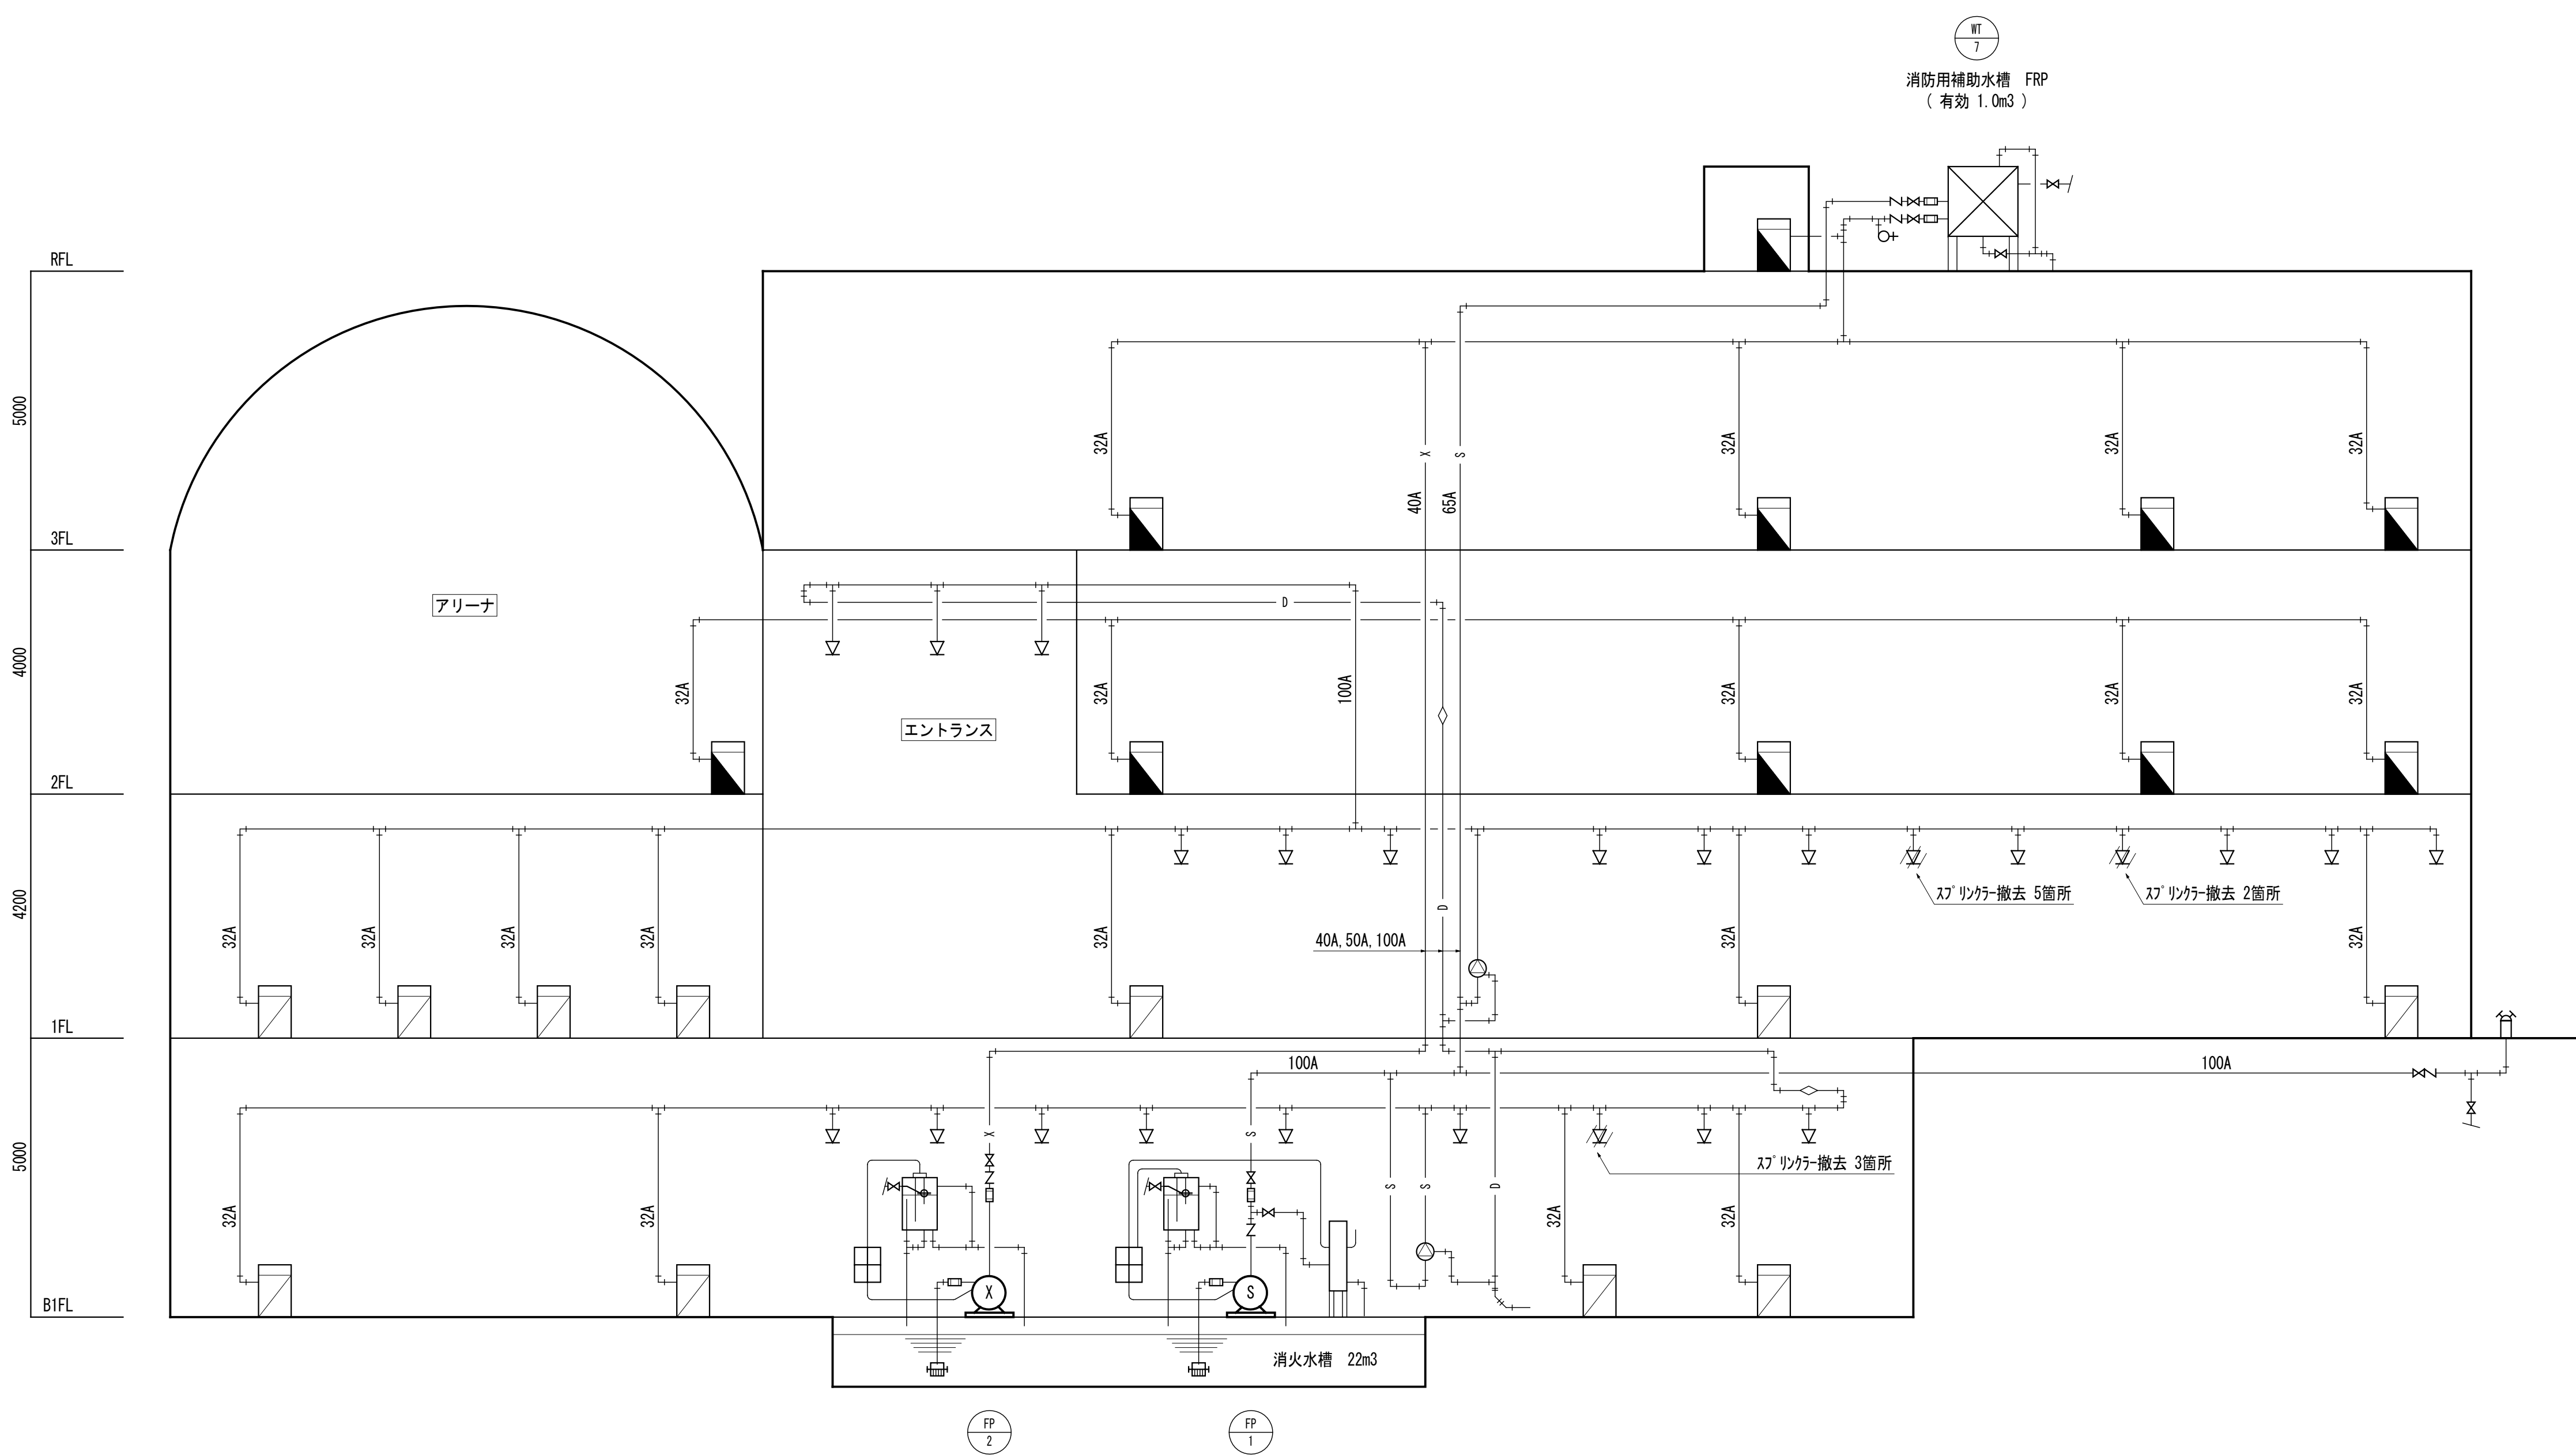 WT
7
消防用補助水槽 FRP
( 有効 1.0m3 )
RFL
5000
32A
X
S
32A
32A
32A
40A
65A
3FL
アリーナ
D
4000
32A
32A
100A
32A
32A
32A
エントランス
2FL
スプリンクラー撤去 5箇所
スプリンクラー撤去 2箇所
4200
D
32A
32A
32A
32A
32A
40A,50A,100A
32A
32A
1FL
100A
100A
X
S
5000
スプリンクラー撤去 3箇所
S
S
D
32A
32A
32A
32A
X
S
B1FL
消火水槽 22m3
FP
2
FP
1